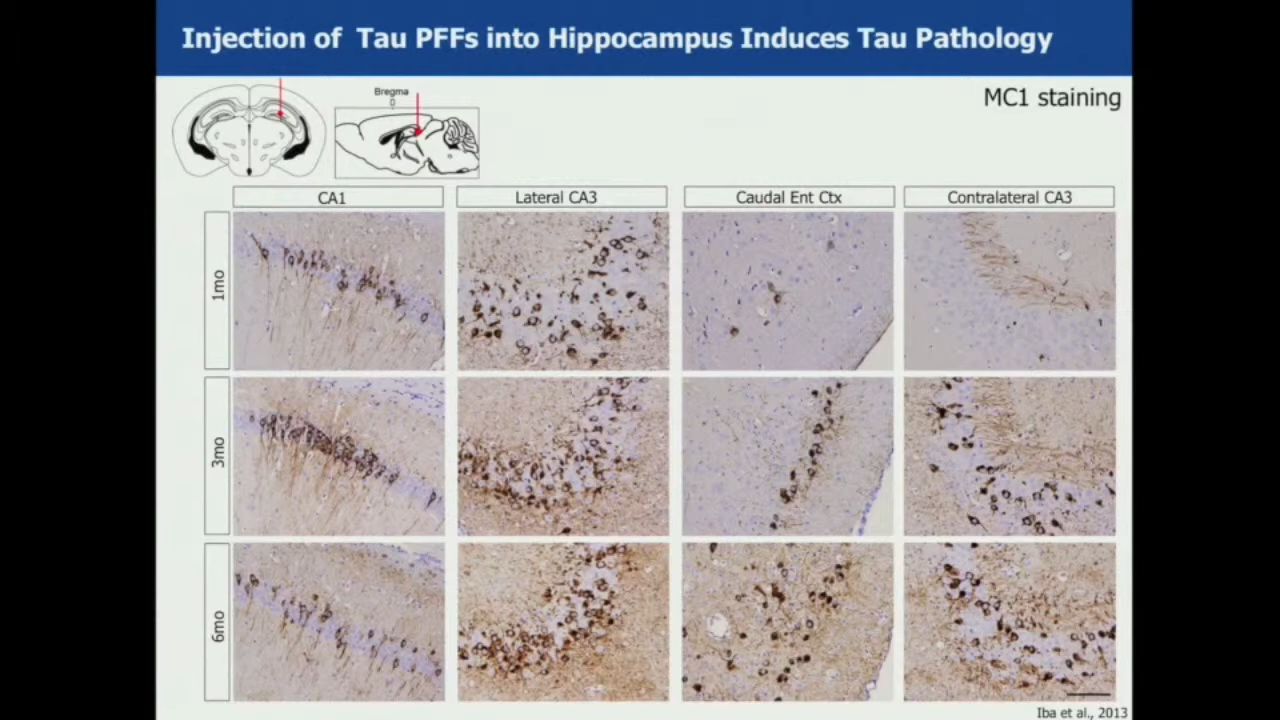 Injection of Tau PFFs into Hippocampus Induces Tau Pathology
MC1 staining
Bregma
0
CA1
Lateral CA3
Caudal Ent Ctx
Contralateral CA3
1mo
3mo
6mo
Iba et al., 2013